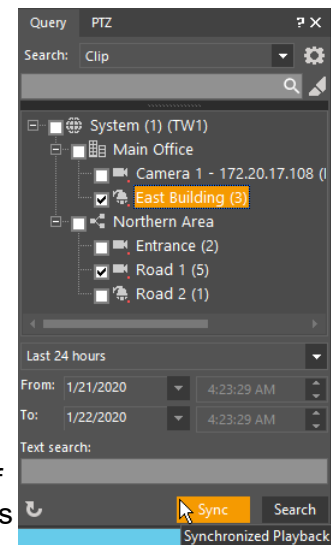 Query PTZ ? X
Search: Clip
System (1) (TW1)
Main Office
Camera 1 - 172.20.17.108 (
East Building (3)
Northern Area
Entrance (2)
Road 1 (5)
Road 2 (1)
Last 24 hours
From: 1/21/2020 4:23:29 AM
To: 1/22/2020 4:23:29 AM
Text search:
s
Sync Search
Synchronized Playback